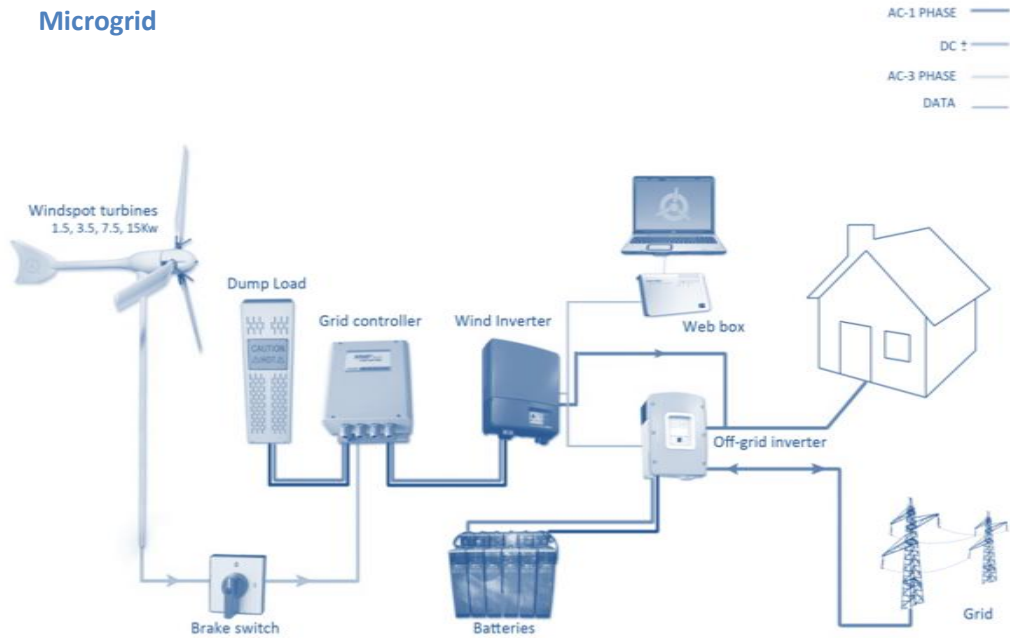 Microgrid
AC-1 PHASE
DC ±
AC-3 PHASE
DATA
Windspot turbines
1.5, 3.5, 7.5, 15Kw
Dump Load
Grid controller
Wind Inverter
Web box
CAUTION
HOT
Off-grid inverter
Brake switch
Batteries
Grid